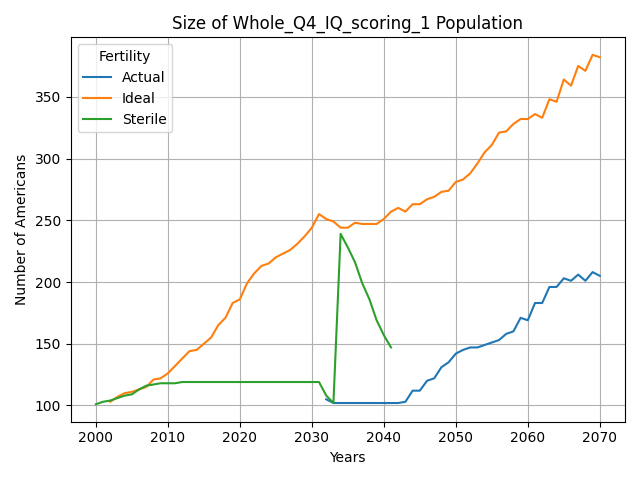 Size of Whole_Q4_IQ_scoring_1 Population
Fertility
Actual
Ideal
Sterile
Number of Americans
350
300
250
200
150
100
2000 2010 2020 2030 2040 2050 2060 2070
Years